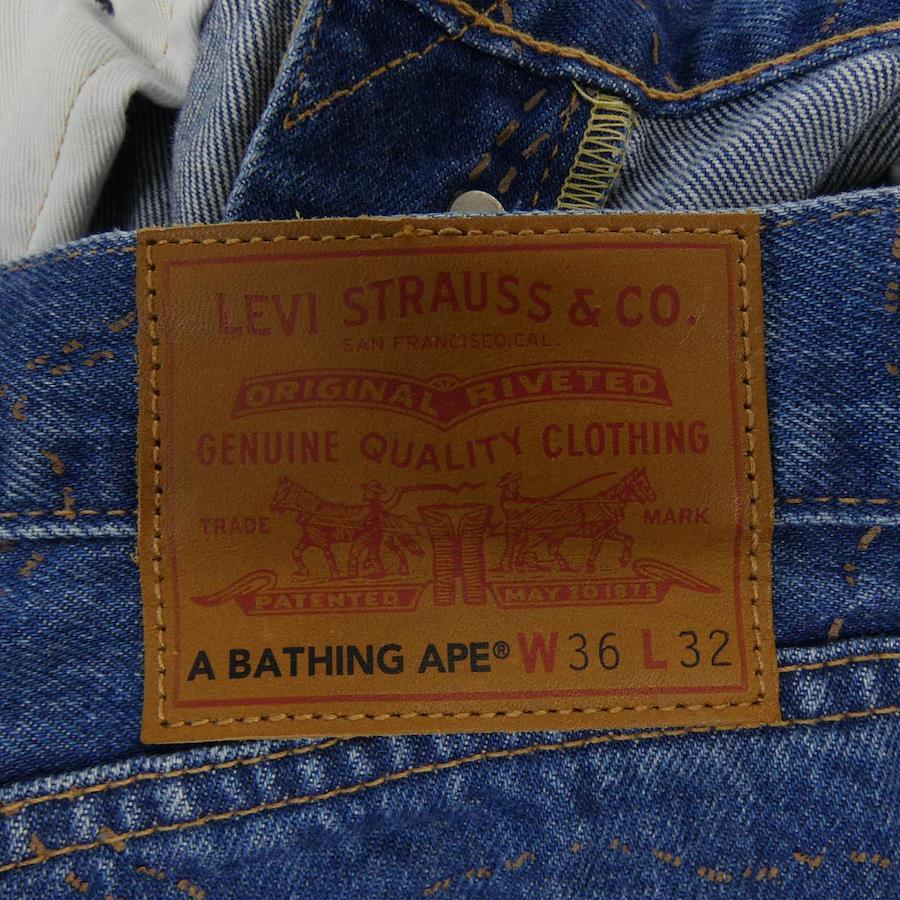 LEVI STRAUSS & CO.
SAN FRANCISCO, CAL.
ORIGINAL RIVETED
GENUINE QUALITY CLOTHING
TRADE MARK
PATENTED MAY 20 1873
A BATHING APE® W 36 L 32